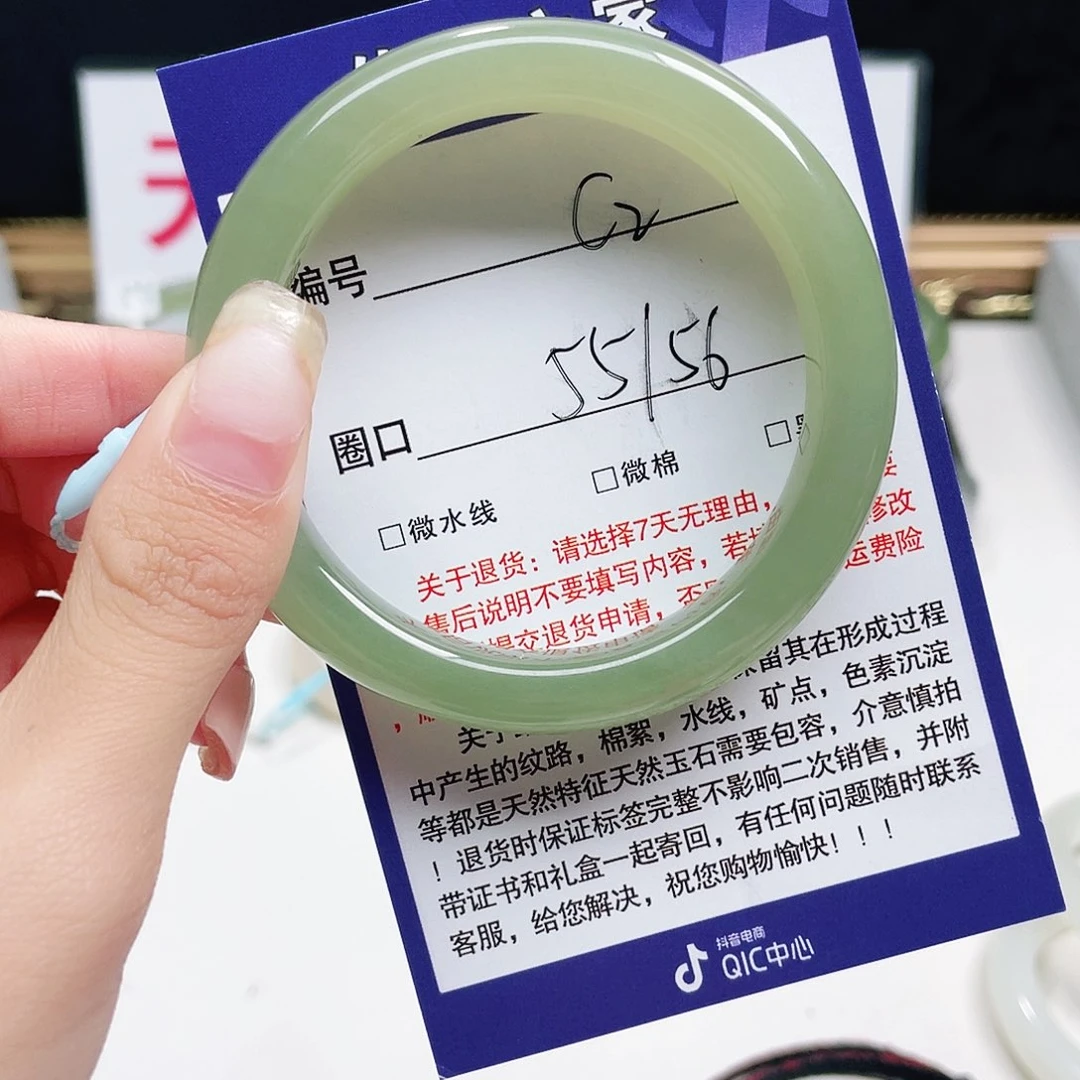 家
编号 C2
圈口 55/56
□微水线 □微棉 □
关于退货：请选择7天无理由，
售后说明不要填写内容，若 修改
提交退货申请，否 运费险
关于 保留其在形成过程
中产生的纹路，棉絮，水线，矿点，色素沉淀
等都是天然特征天然玉石需要包容，介意慎拍
！退货时保证标签完整不影响二次销售，并附
带证书和礼盒一起寄回，有任何问题随时联系
客服，给您解决，祝您购物愉快！！！
抖音电商
QIC中心